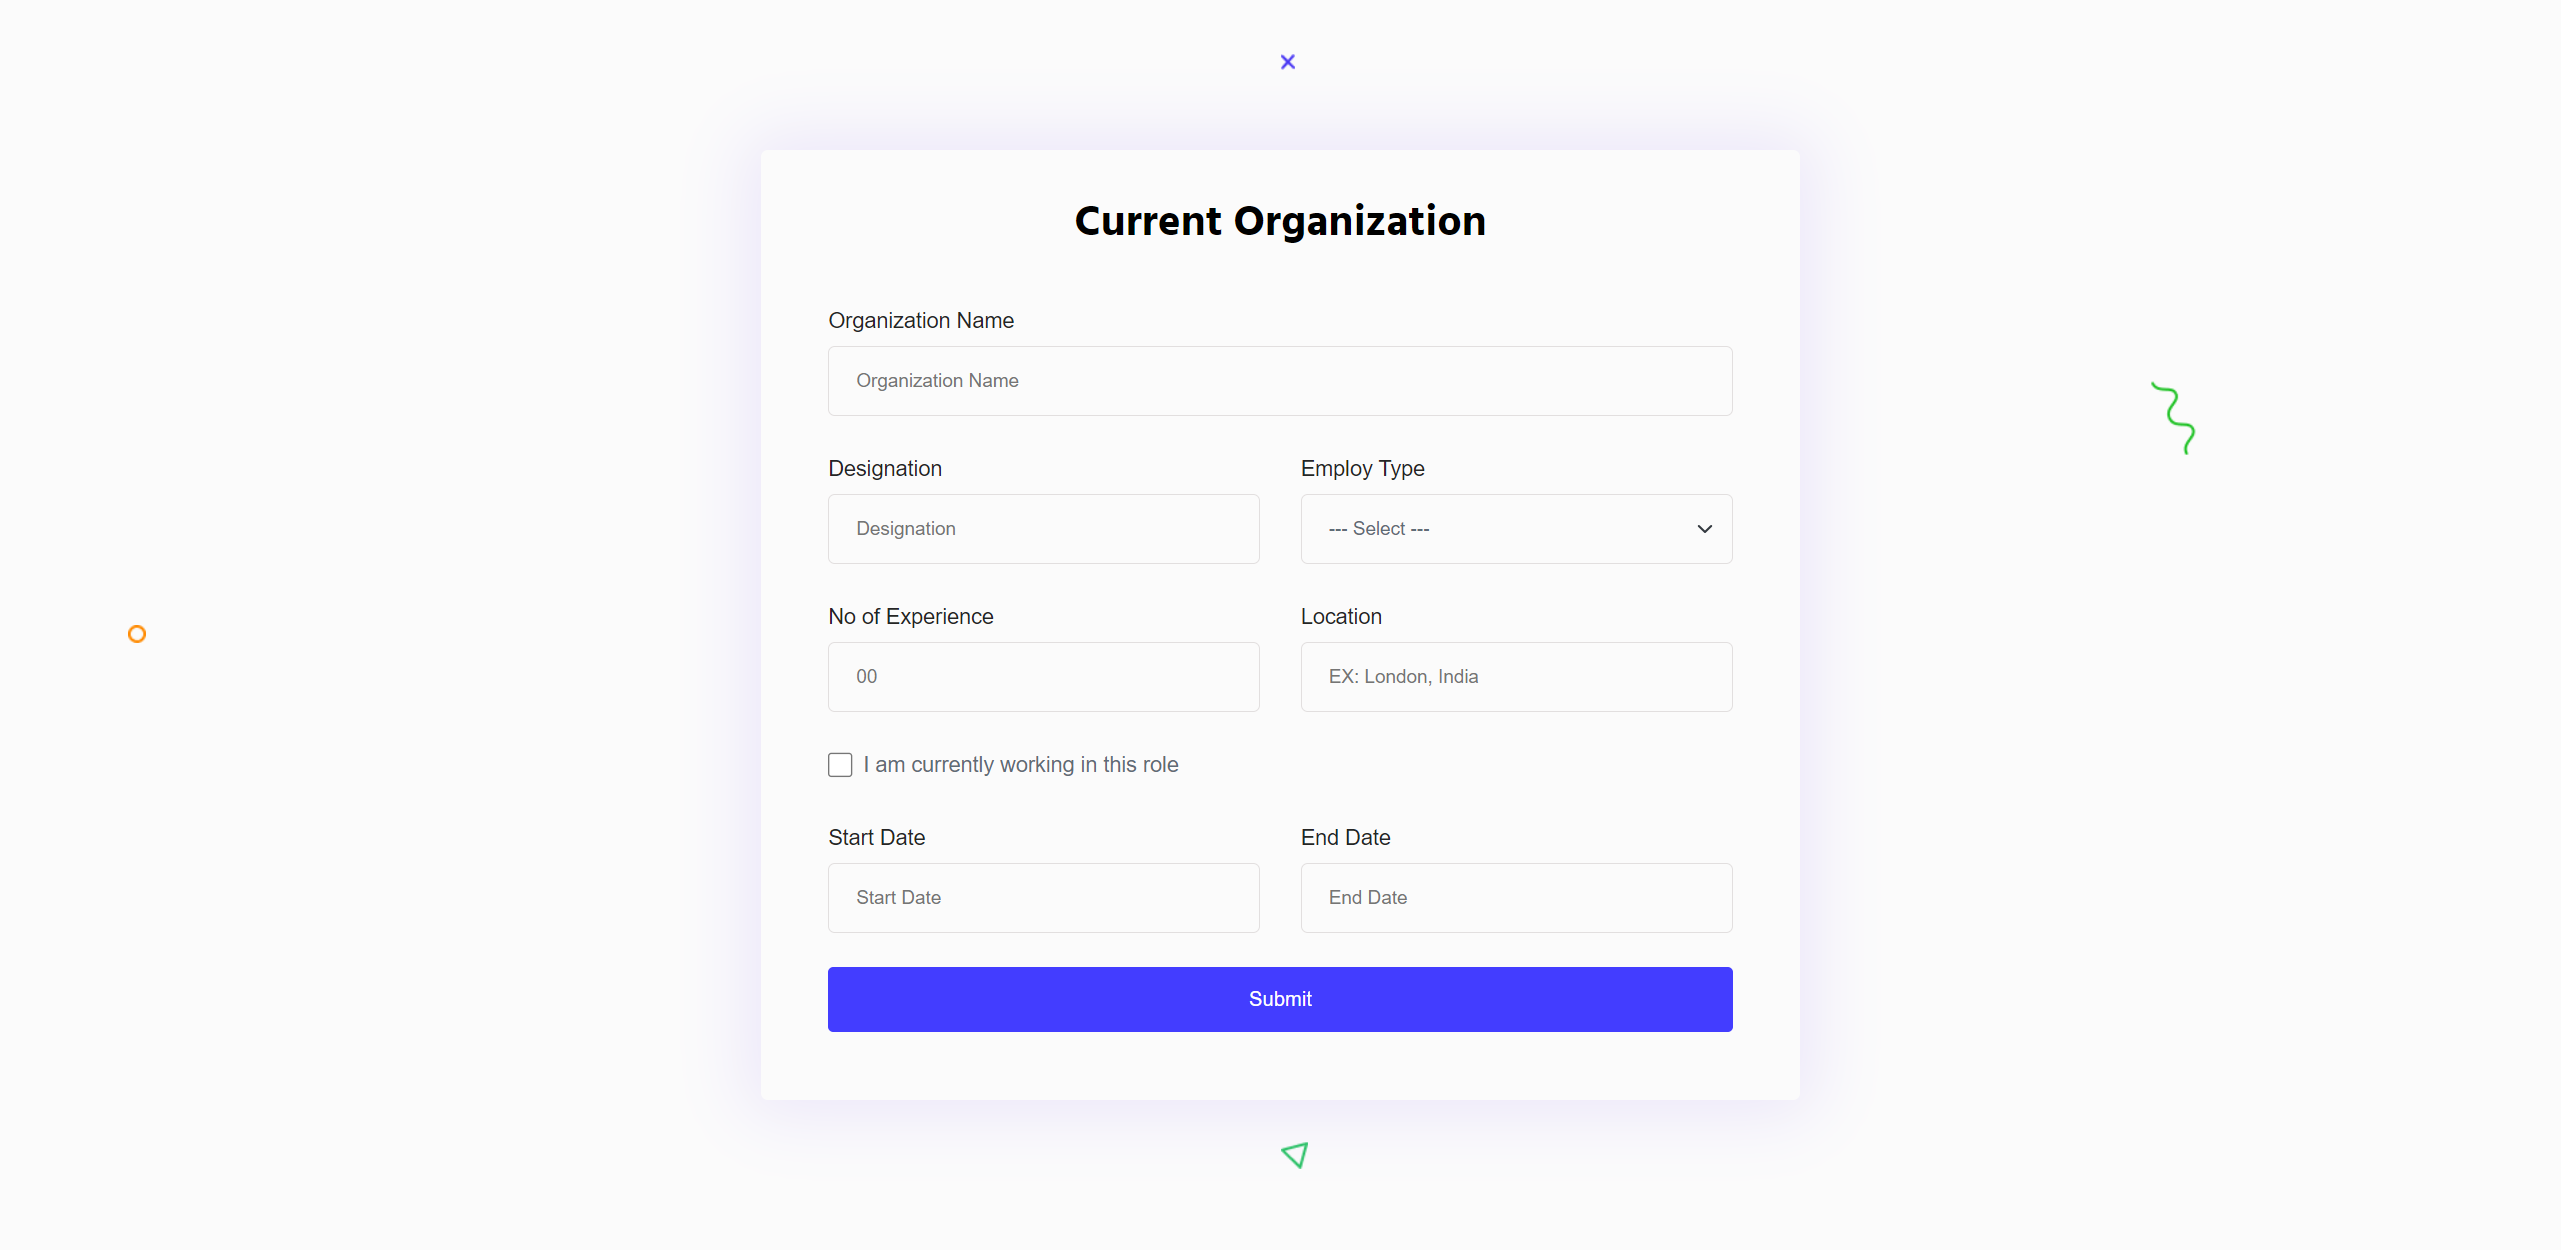 Current Organization
Organization Name
Organization Name
Designation
Employ Type
Designation
--- Select ---
No of Experience
Location
00
EX: London, India
I am currently working in this role
Start Date
End Date
Start Date
End Date
Submit